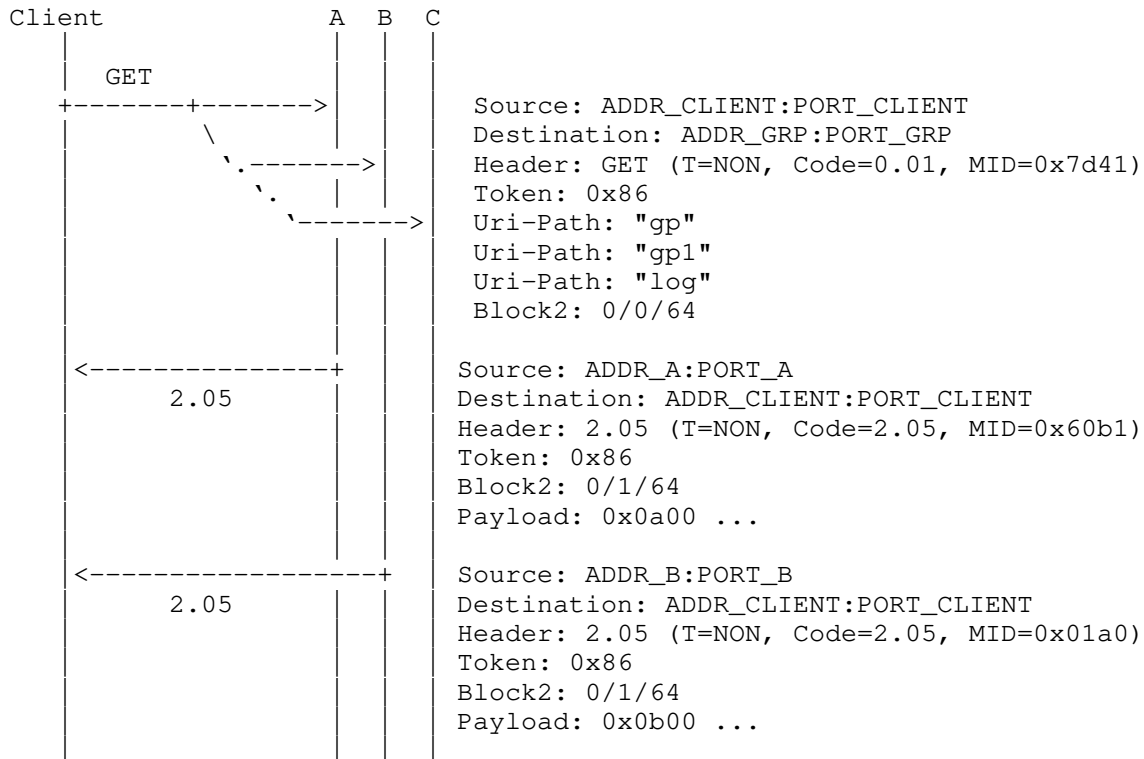 Client A B C
GET
Source: ADDR_CLIENT:PORT_CLIENT
Destination: ADDR_GRP:PORT_GRP
Header: GET (T=NON, Code=0.01, MID=0x7d41)
Token: 0x86
Uri-Path: "gp"
Uri-Path: "gp1"
Uri-Path: "log"
Block2: 0/0/64
Source: ADDR_A:PORT_A
2.05 Destination: ADDR_CLIENT:PORT_CLIENT
Header: 2.05 (T=NON, Code=2.05, MID=0x60b1)
Token: 0x86
Block2: 0/1/64
Payload: 0x0a00 ...
Source: ADDR_B:PORT_B
2.05 Destination: ADDR_CLIENT:PORT_CLIENT
Header: 2.05 (T=NON, Code=2.05, MID=0x01a0)
Token: 0x86
Block2: 0/1/64
Payload: 0x0b00 ...